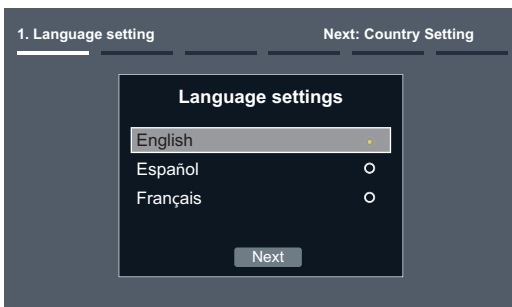 1. Language setting
Next: Country Setting
Language settings
English
Español
Français
Next